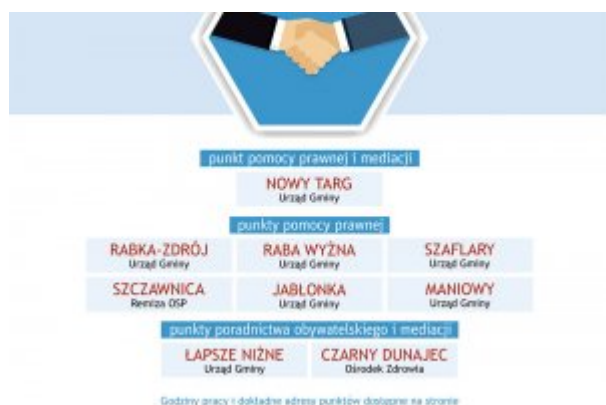 punkt pomocy prawnej i mediacji
NOWY TARG
Urząd Gminy
punkty pomocy prawnej
RABKA-ZDRÓJ
Urząd Gminy
RABA WYŻNA
Urząd Gminy
SZAFLARY
Urząd Gminy
SZCZAWNICA
Remiza OSP
JABŁONKA
Urząd Gminy
MANIOWY
Urząd Gminy
punkty poradnictwa obywatelskiego i mediacji
ŁAPSZE NIŻNE
Urząd Gminy
CZARNY DUNAJEC
Ośrodek Zdrowia
Godziny pracy i dokładne adresy punktów dostępne na stronie